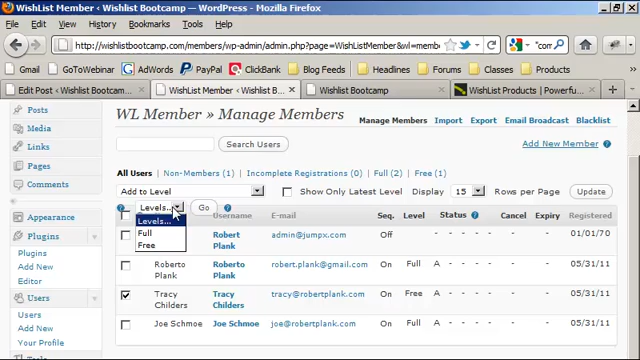 WishList Member ‹ Wishlist Bootcamp — WordPress - Mozilla Firefox
File Edit View History Bookmarks Tools Help
http://wishlistbootcamp.com/members/wp-admin/admin.php?page=WishListMember&wl=membe
"com
Gmail GoToWebinar AdWords PayPal ClickBank Blog Feeds Headlines Classes Products
Edit Post ‹ Wishlist Bootcamp... WishList Member ‹ Wishlist B... Wishlist Bootcamp WishList Products | Powerfu...
Posts
Media
Links
Pages
Comments
Appearance
Plugins
Plugins
Add New
Editor
Users
Users
Add New
Your Profile
Tools
WL Member » Manage Members
Manage Members Import Export Email Broadcast Blacklist
Search Users
Add New Member
All Users Non-Members (1) Incomplete Registrations (0) Full (2) Free (1)
Add to Level Show Only Latest Level Display 15 Rows per Page Update
Levels... Go
Levels...
Full
Free
Username E-mail Seq. Level Status Cancel Expiry Registered
Robert Plank admin@jumpx.com Off - - - - - - 01/01/70
Roberto Plank Robert Plank robert.plank@gmail.com On Full A - - - - - 05/31/11
Tracy Childers Tracy Childers tracy@robertplank.com On Free A - - - - - 05/31/11
Joe Schmoe Joe Schmoe joe@robertplank.com On Full A - - - - - 05/31/11